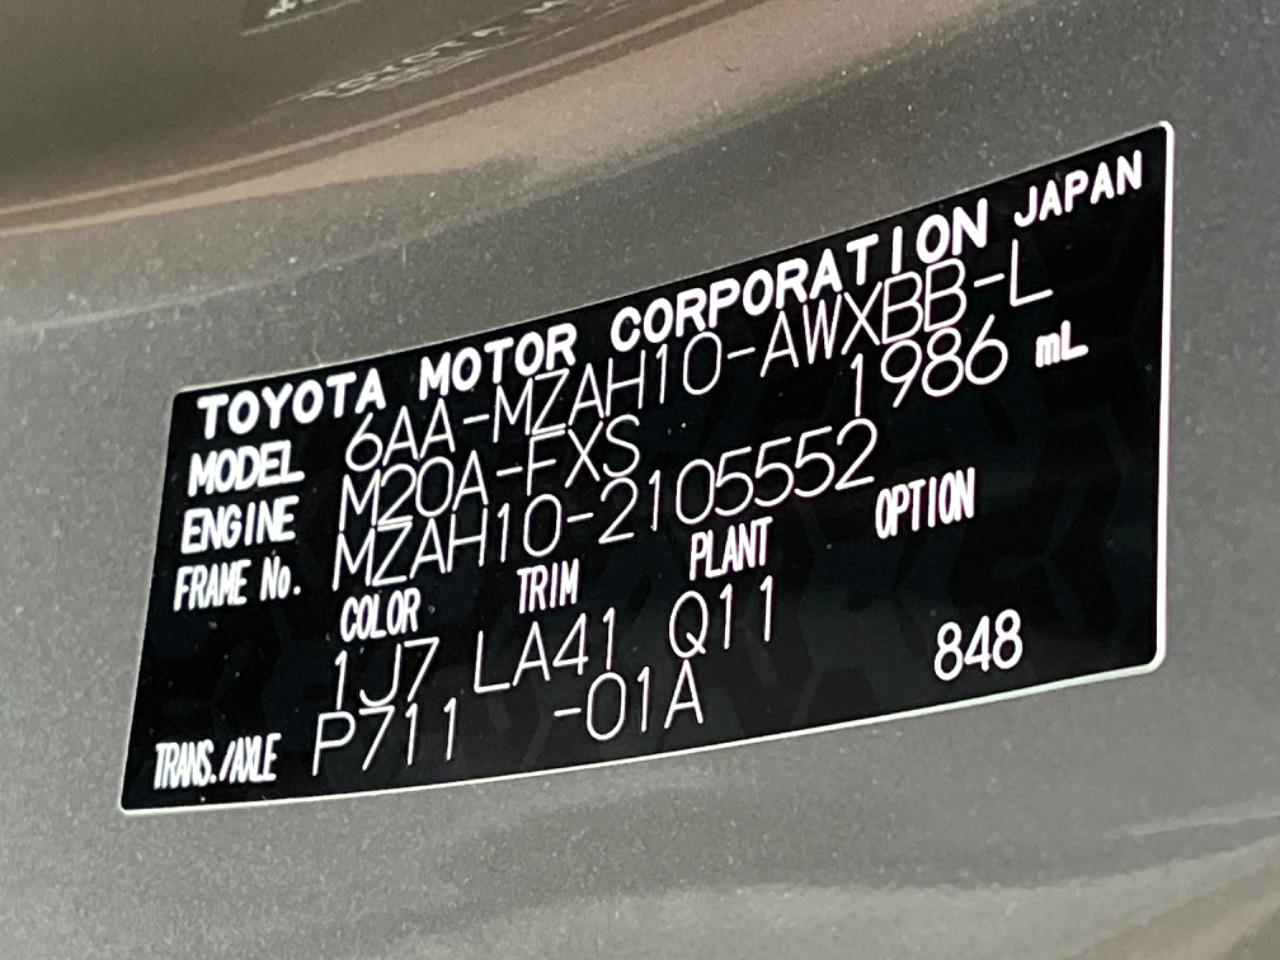 TOYOTA MOTOR CORPORATION JAPAN
MODEL 6AA-MZAH10-AWXBB-L
ENGINE M20A-FXS 1986 mL
FRAME No. MZAH10-2105552
COLOR TRIM PLANT OPTION
1J7 LA41 Q11
TRANS./AXLE P711 -01A 848